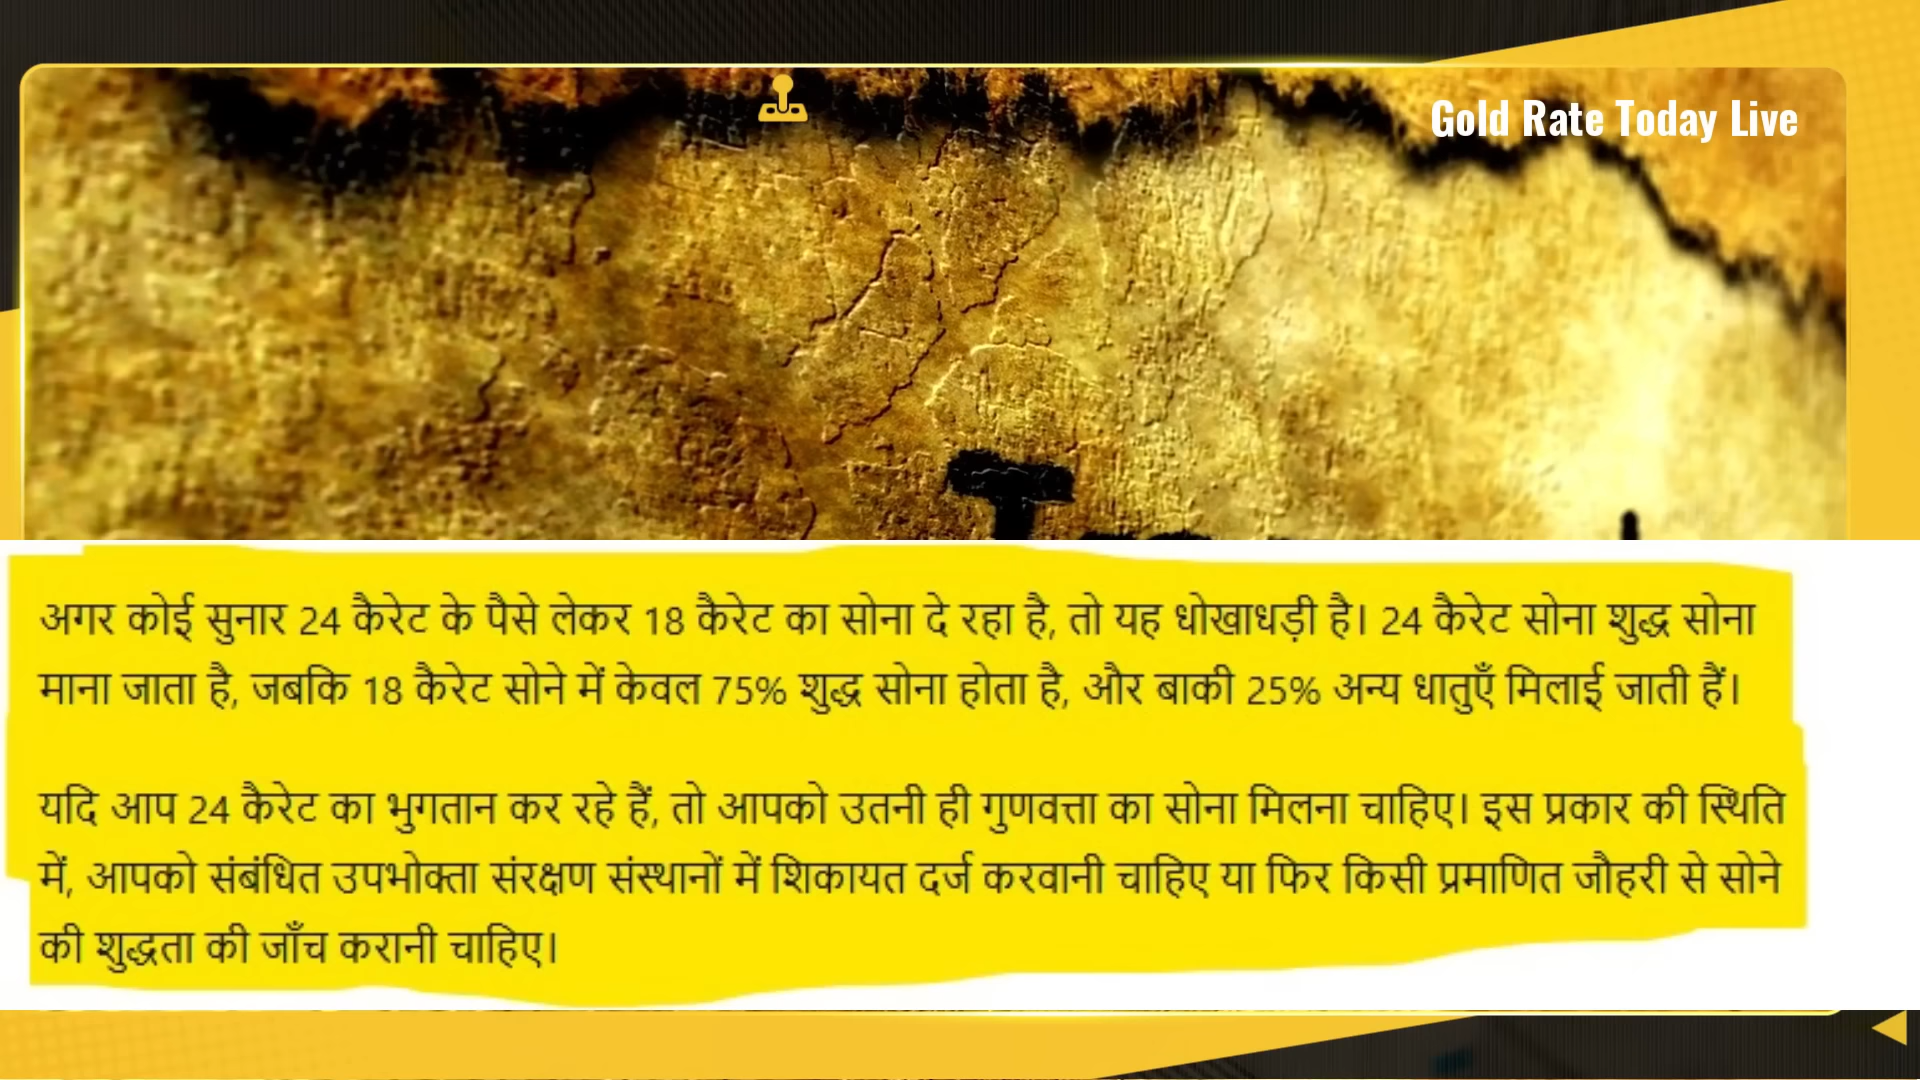 Gold Rate Today Live
अगर कोई सुनार 24 कैरेट के पैसे लेकर 18 कैरेट का सोना दे रहा है, तो यह धोखाधड़ी है। 24 कैरेट सोना शुद्ध सोना
माना जाता है, जबकि 18 कैरेट सोने में केवल 75% शुद्ध सोना होता है, और बाकी 25% अन्य धातुएँ मिलाई जाती हैं।
यदि आप 24 कैरेट का भुगतान कर रहे हैं, तो आपको उतनी ही गुणवत्ता का सोना मिलना चाहिए। इस प्रकार की स्थिति
में, आपको संबंधित उपभोक्ता संरक्षण संस्थानों में शिकायत दर्ज करवानी चाहिए या फिर किसी प्रमाणित जौहरी से सोने
की शुद्धता की जाँच करानी चाहिए।